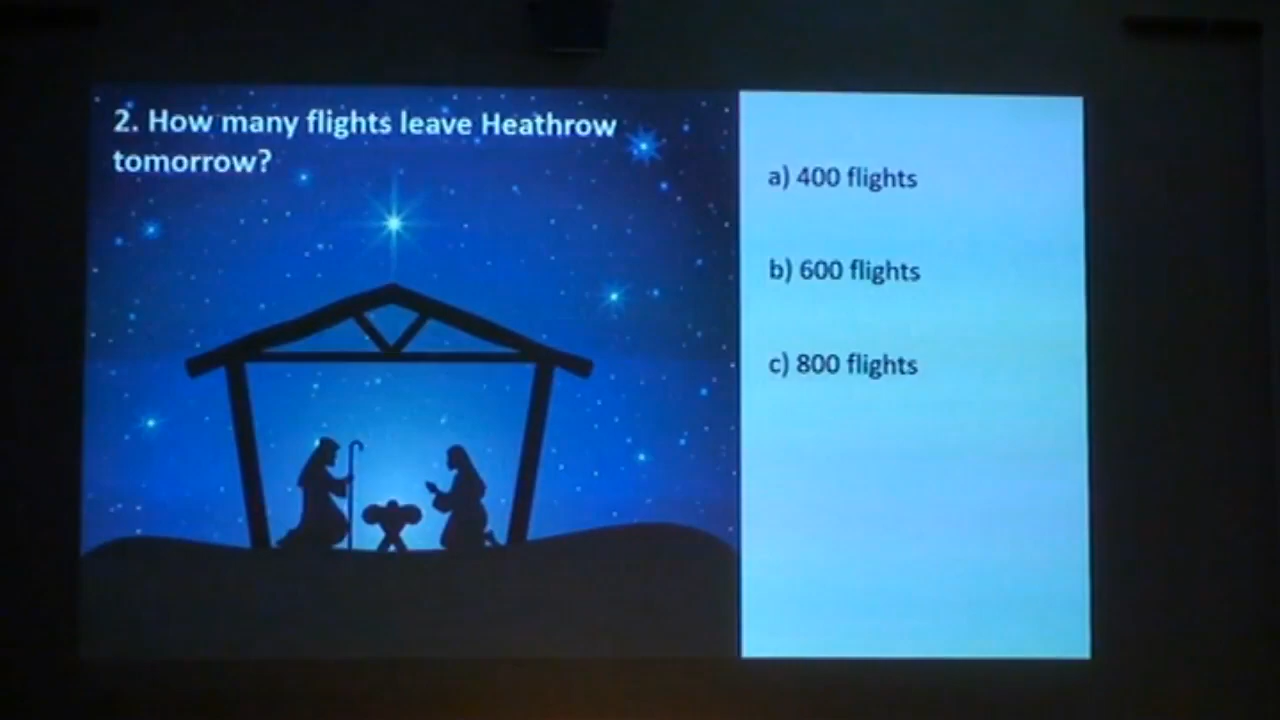 2. How many flights leave Heathrow
tomorrow?
a) 400 flights
b) 600 flights
c) 800 flights